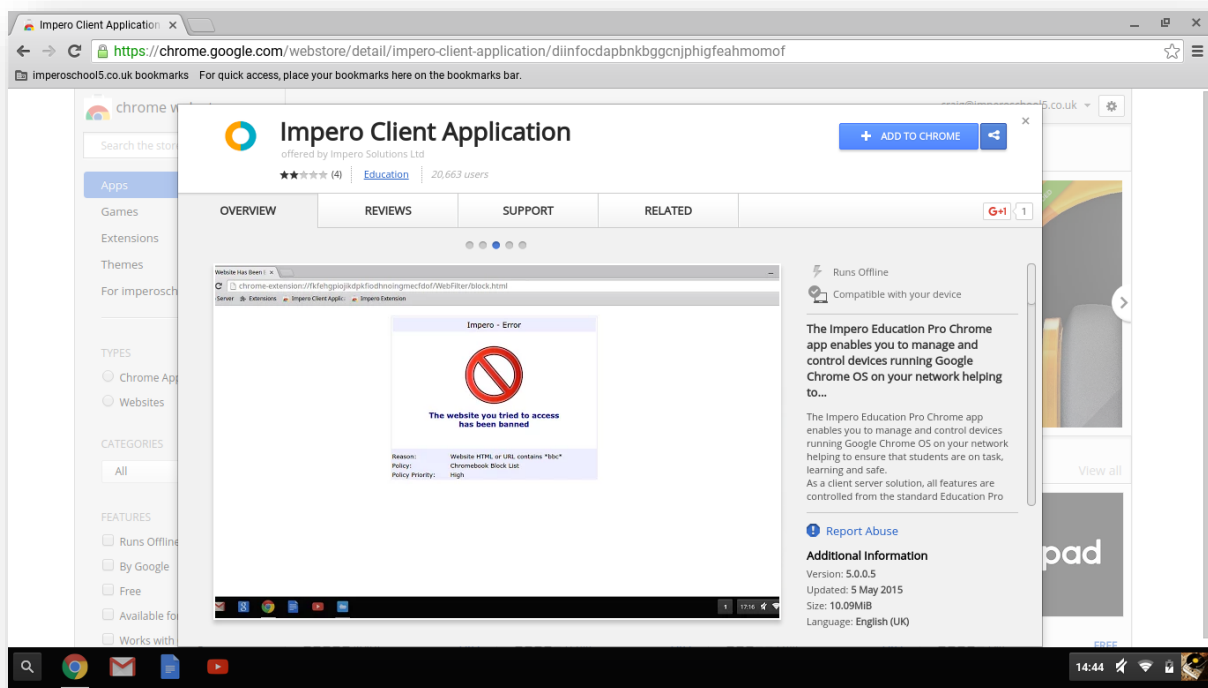 Impero Client Application
https://chrome.google.com/webstore/detail/impero-client-application/diinfocdapbnkbggcnjphigfeahmomof
imperoschool5.co.uk bookmarks For quick access, place your bookmarks here on the bookmarks bar.
chrome
5.co.uk
Search the store
Apps
Games
Extensions
Themes
For imperosch
TYPES
Chrome App
Websites
CATEGORIES
All
FEATURES
Runs Offline
By Google
Free
Available fo
Works with
Impero Client Application
offered by Impero Solutions Ltd
(4) Education 20,663 users
ADD TO CHROME
OVERVIEW REVIEWS SUPPORT RELATED
G+1 1
Website Has Been
chrome-extension://fkfehgpiojikdpkfiodhnoingmecfdof/WebFilter/block.html
Server Extensions Impero Client Applic Impero Extension
Impero - Error
The website you tried to access
has been banned
Reason: Website HTML or URL contains "bbc"
Policy: Chromebook Block List
Policy Priority: High
1 17:16
Runs Offline
Compatible with your device
The Impero Education Pro Chrome
app enables you to manage and
control devices running Google
Chrome OS on your network helping
to...
The Impero Education Pro Chrome app
enables you to manage and control devices
running Google Chrome OS on your network
helping to ensure that students are on task,
learning and safe.
As a client server solution, all features are
controlled from the standard Education Pro
Report Abuse
Additional Information
Version: 5.0.0.5
Updated: 5 May 2015
Size: 10.09MiB
Language: English (UK)
View all
pad
FREE
14:44